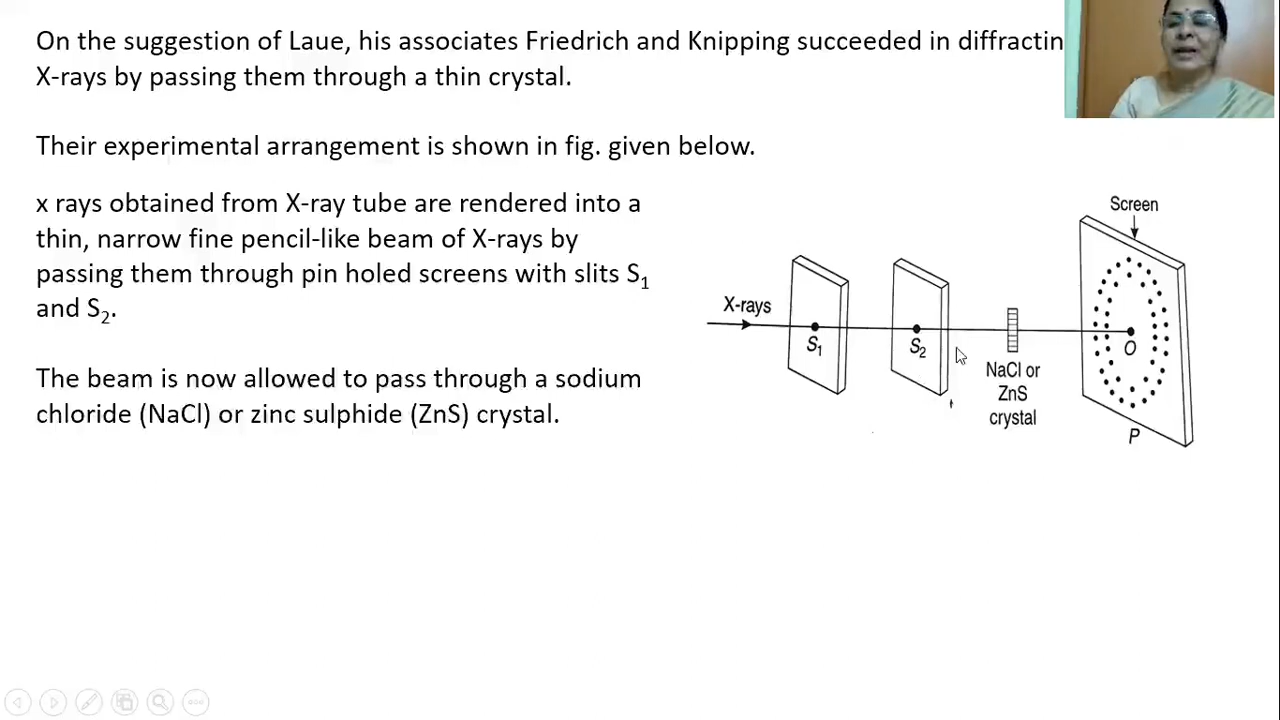 On the suggestion of Laue, his associates Friedrich and Knipping succeeded in diffractin
X-rays by passing them through a thin crystal.
Their experimental arrangement is shown in fig. given below.
x rays obtained from X-ray tube are rendered into a
thin, narrow fine pencil-like beam of X-rays by
passing them through pin holed screens with slits S₁
and S₂.
The beam is now allowed to pass through a sodium
chloride (NaCl) or zinc sulphide (ZnS) crystal.
Screen
X-rays
S₁
S₂
NaCl or
ZnS
crystal
O
P